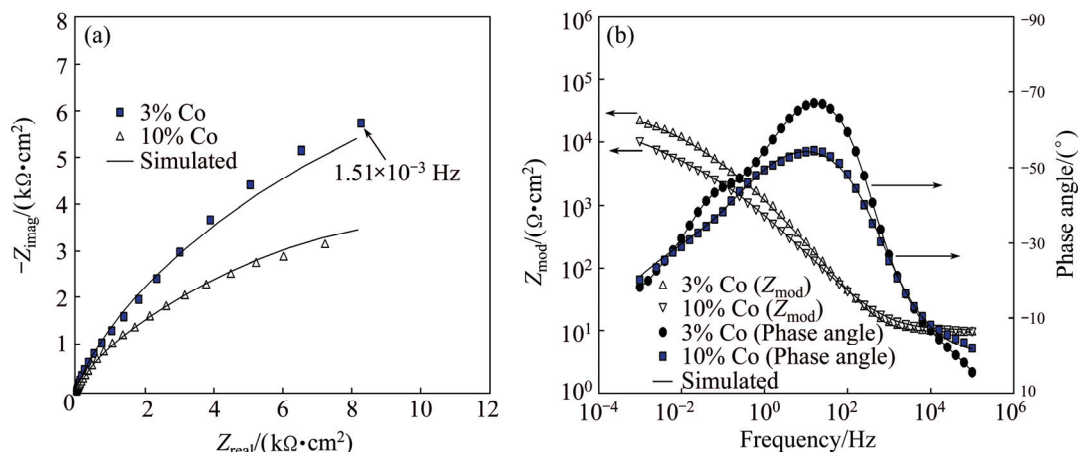 (a)
8
7
6
5
4
3
2
1
0
−Z_imag/(kΩ•cm²)
3% Co
10% Co
Simulated
1.51×10⁻³ Hz
0 2 4 6 8 10 12
Z_real/(kΩ•cm²)
(b)
10⁶
10⁵
10⁴
10³
10²
10¹
10⁰
Z_mod/(Ω•cm²)
3% Co (Z_mod)
10% Co (Z_mod)
3% Co (Phase angle)
10% Co (Phase angle)
Simulated
−90
−70
−50
−30
−10
10
Phase angle/(°)
10⁻⁴ 10⁻² 10⁰ 10² 10⁴ 10⁶
Frequency/Hz